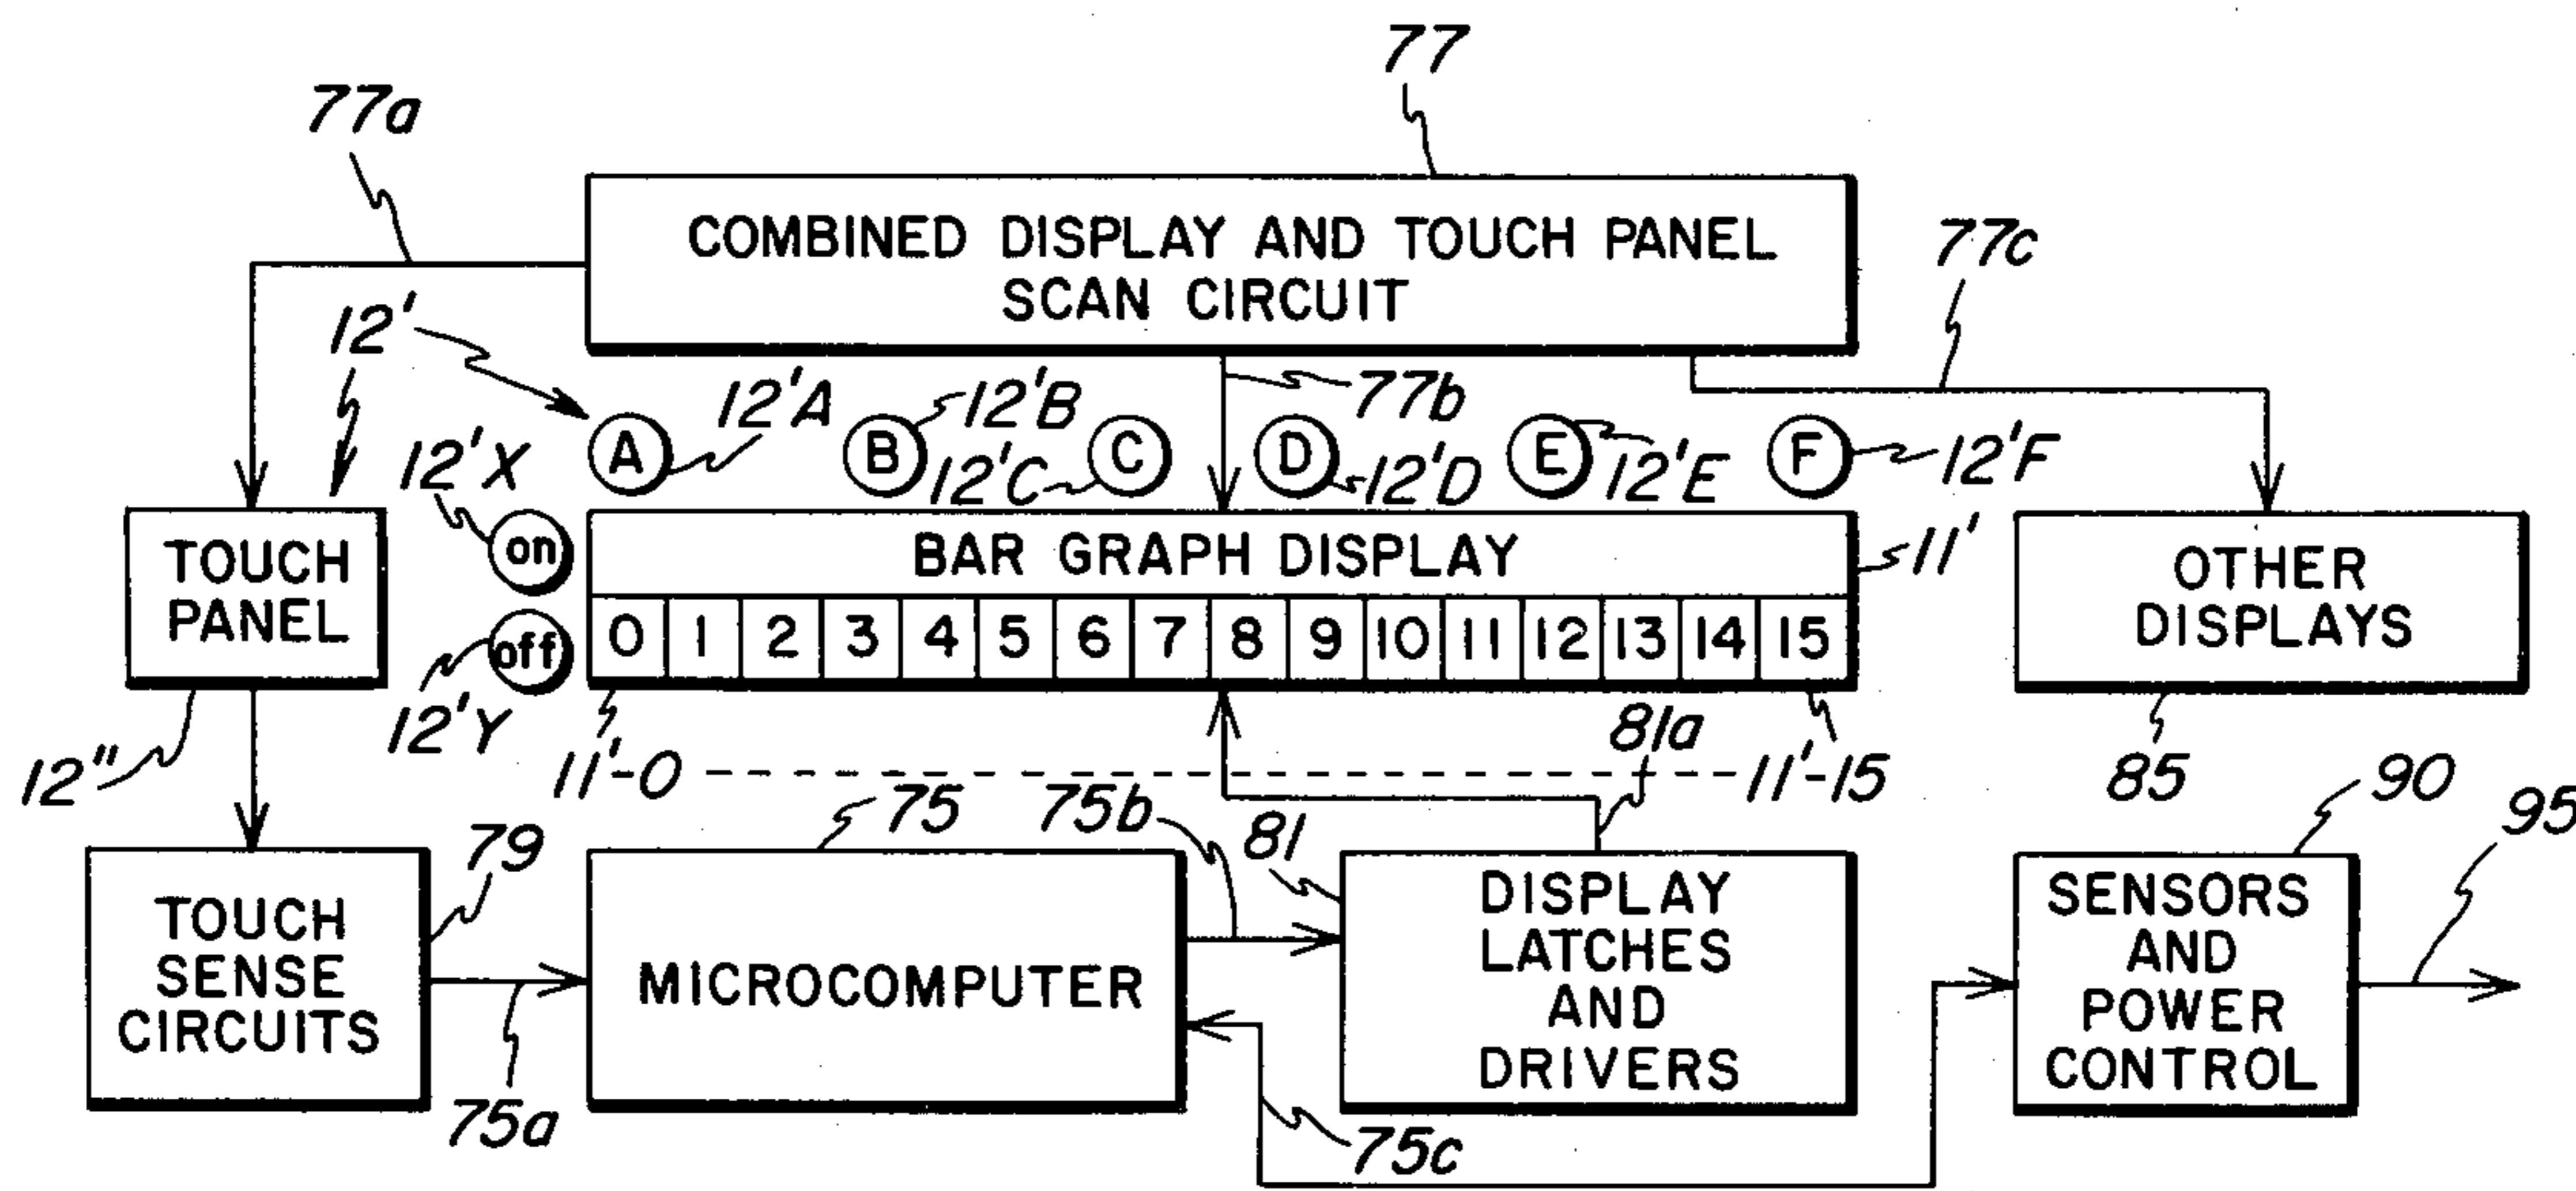 77
77a
COMBINED DISPLAY AND TOUCH PANEL
SCAN CIRCUIT
77c
12'
12'A
12'B
77b
A
B
C
D
E
F
12'X
12'C
12'D
12'E
12'F
TOUCH
PANEL
on
BAR GRAPH DISPLAY
11'
OTHER
DISPLAYS
off
0 1 2 3 4 5 6 7 8 9 10 11 12 13 14 15
12'Y
12"
11'-0 - - - - - - - - - - - - - - - - - - - - - - 11'-15
81a
85
90
95
79
75
75b
81
TOUCH
SENSE
CIRCUITS
MICROCOMPUTER
DISPLAY
LATCHES
AND
DRIVERS
SENSORS
AND
POWER
CONTROL
75a
75c